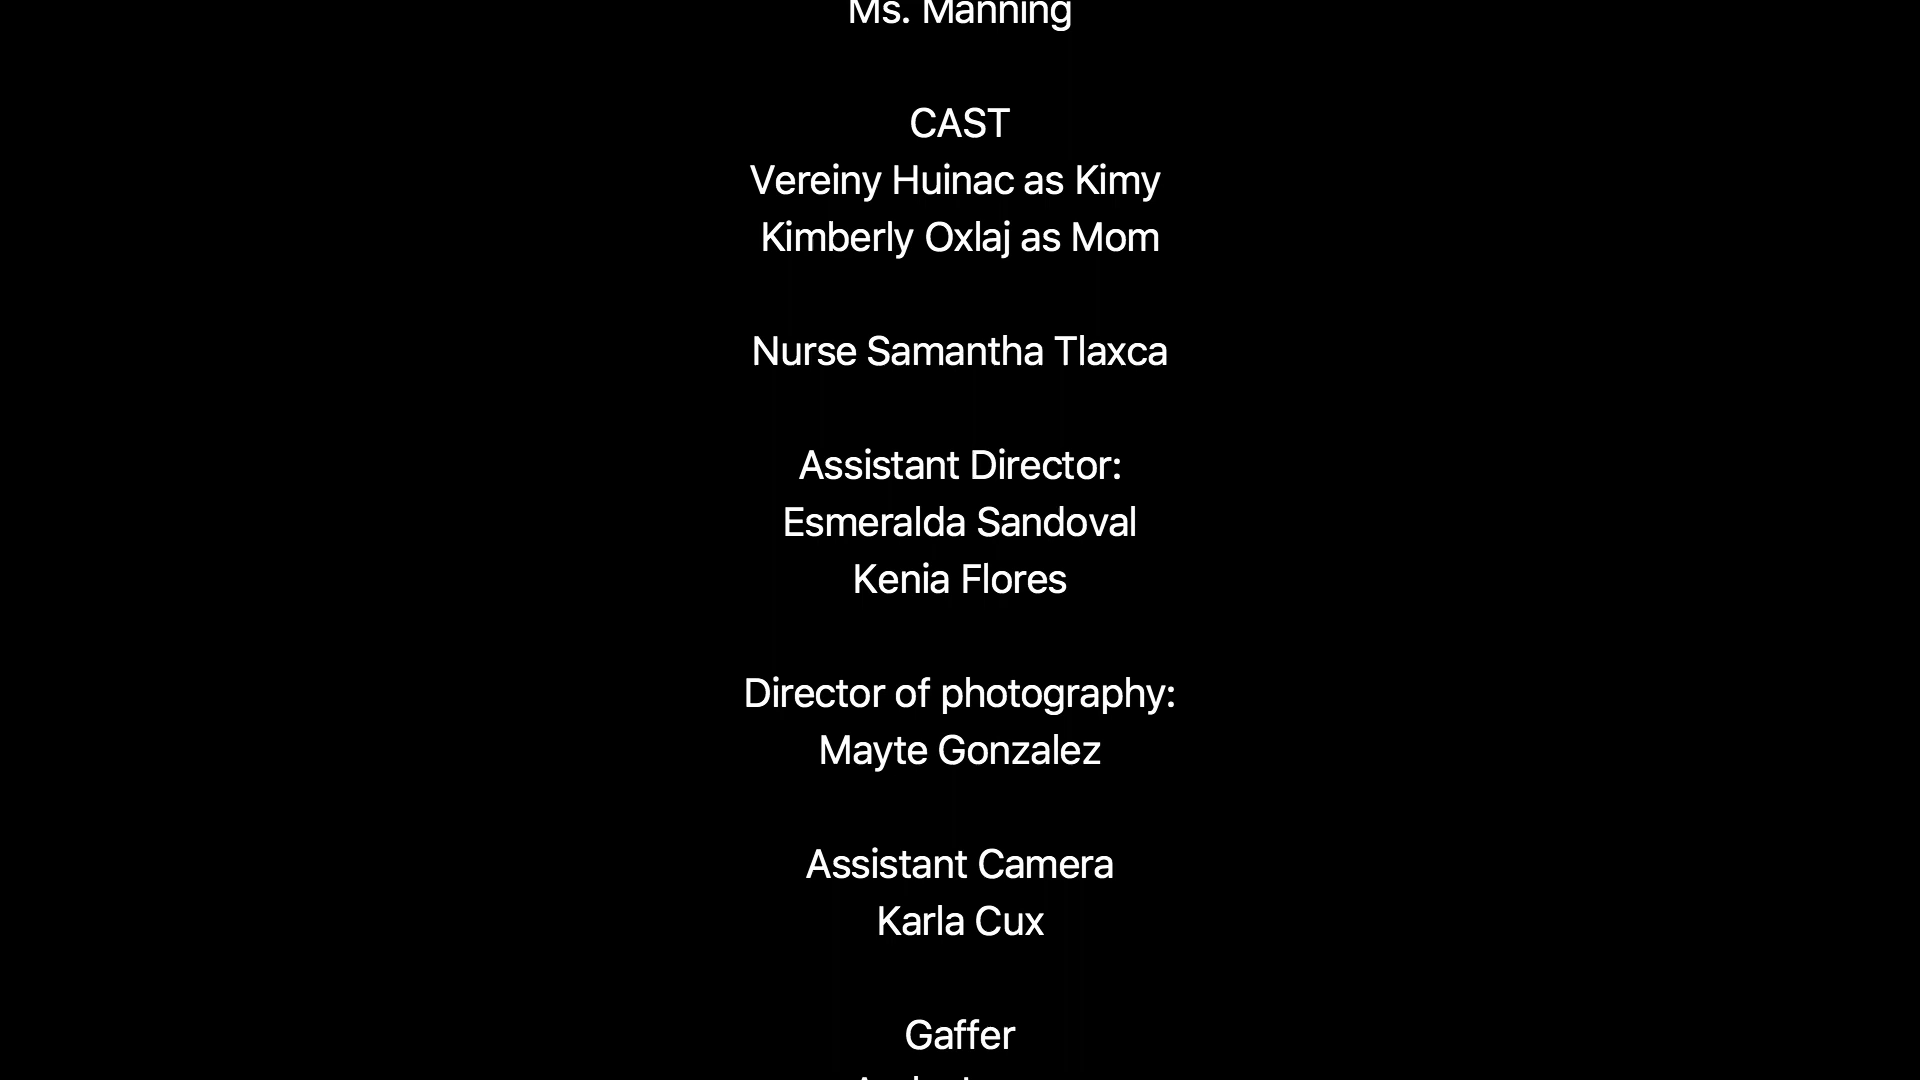 Ms. Manning
CAST
Vereiny Huinac as Kimy
Kimberly Oxlaj as Mom
Nurse Samantha Tlaxca
Assistant Director:
Esmeralda Sandoval
Kenia Flores
Director of photography:
Mayte Gonzalez
Assistant Camera
Karla Cux
Gaffer